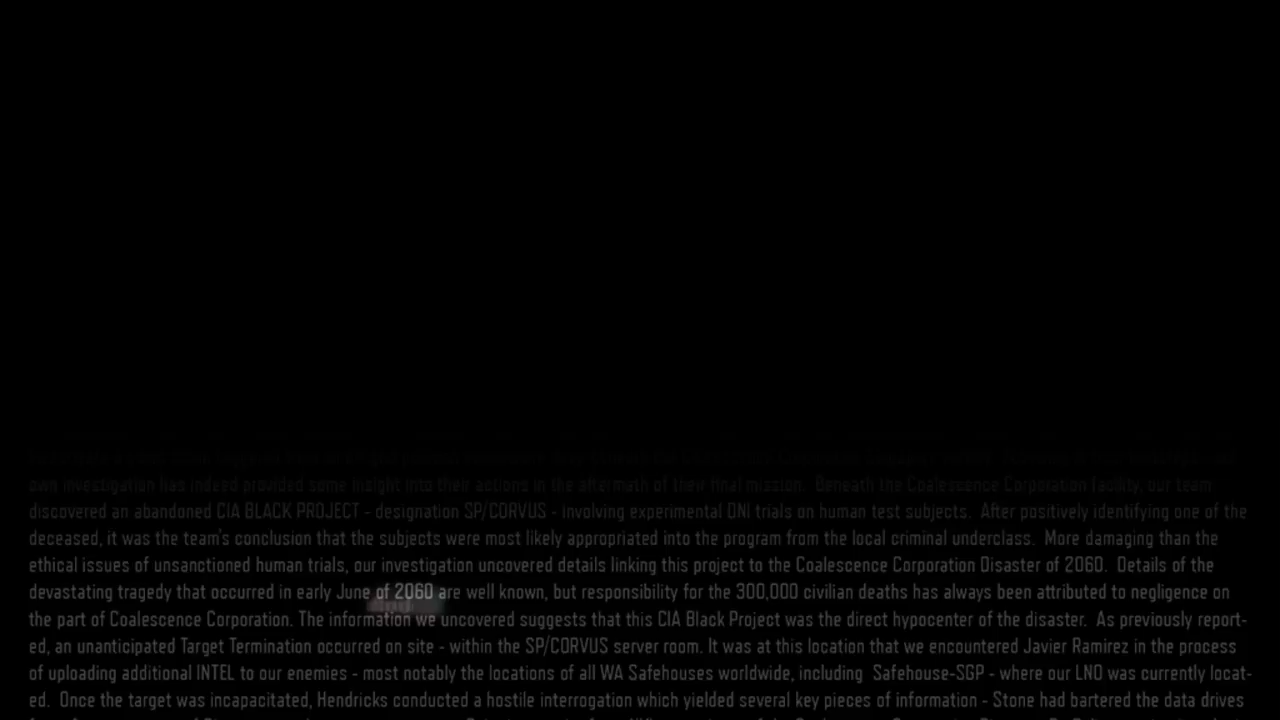 own investigation has indeed provided some insight into their actions in the aftermath of their final mission.  Beneath the Coalescence Corporation facility, our team
discovered an abandoned CIA BLACK PROJECT - designation SP/CORVUS - involving experimental DNI trials on human test subjects.  After positively identifying one of the
deceased, it was the team's conclusion that the subjects were most likely appropriated into the program from the local criminal underclass.  More damaging than the
ethical issues of unsanctioned human trials, our investigation uncovered details linking this project to the Coalescence Corporation Disaster of 2060.  Details of the
devastating tragedy that occurred in early June of 2060 are well known, but responsibility for the 300,000 civilian deaths has always been attributed to negligence on
the part of Coalescence Corporation. The information we uncovered suggests that this CIA Black Project was the direct hypocenter of the disaster.  As previously report-
ed, an unanticipated Target Termination occurred on site - within the SP/CORVUS server room. It was at this location that we encountered Javier Ramirez in the process
of uploading additional INTEL to our enemies - most notably the locations of all WA Safehouses worldwide, including  Safehouse-SGP - where our LNO was currently locat-
ed.  Once the target was incapacitated, Hendricks conducted a hostile interrogation which yielded several key pieces of information - Stone had bartered the data drives